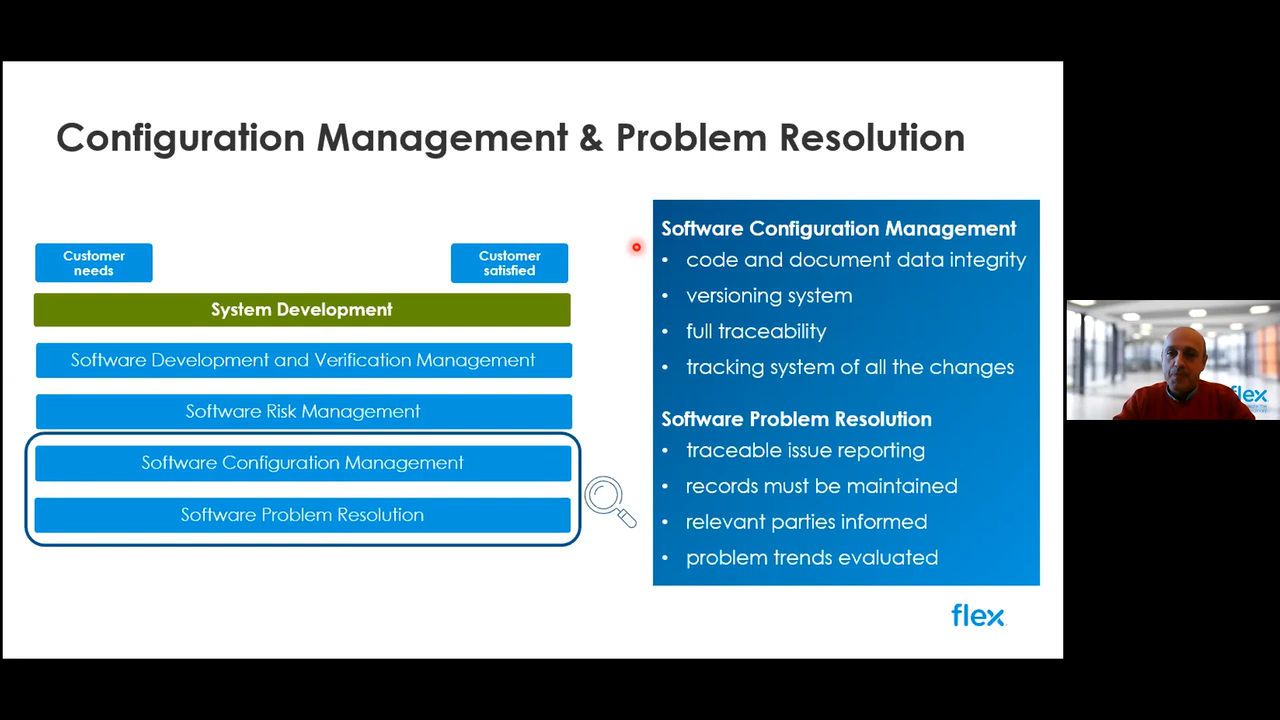 Configuration Management & Problem Resolution
Customer
needs
Customer
satisfied
System Development
Software Development and Verification Management
Software Risk Management
Software Configuration Management
Software Problem Resolution
Software Configuration Management
• code and document data integrity
• versioning system
• full traceability
• tracking system of all the changes
Software Problem Resolution
• traceable issue reporting
• records must be maintained
• relevant parties informed
• problem trends evaluated
flex
flex